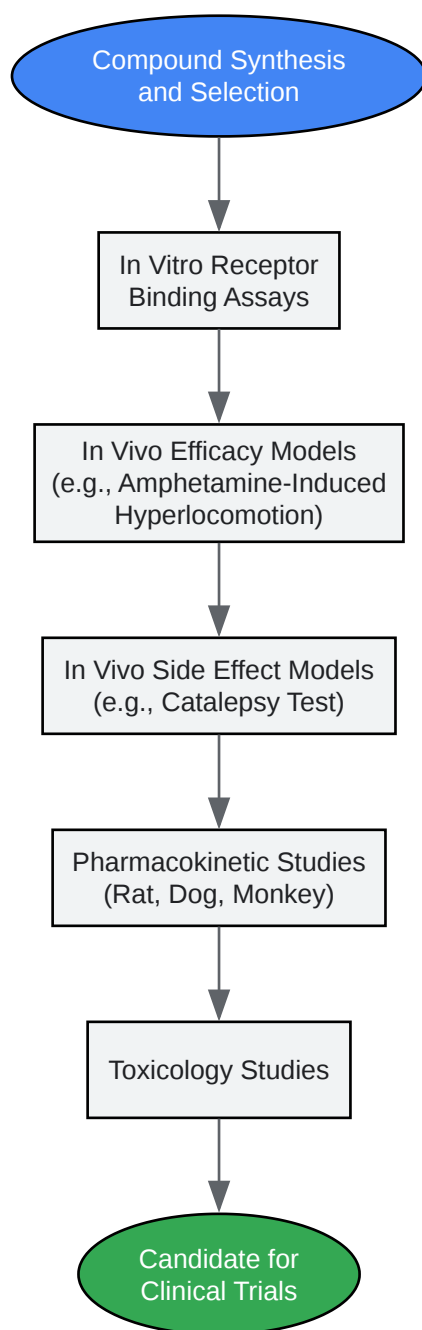 Compound Synthesis
and Selection
In Vitro Receptor
Binding Assays
In Vivo Efficacy Models
(e.g., Amphetamine-Induced
Hyperlocomotion)
In Vivo Side Effect Models
(e.g., Catalepsy Test)
Pharmacokinetic Studies
(Rat, Dog, Monkey)
Toxicology Studies
Candidate for
Clinical Trials